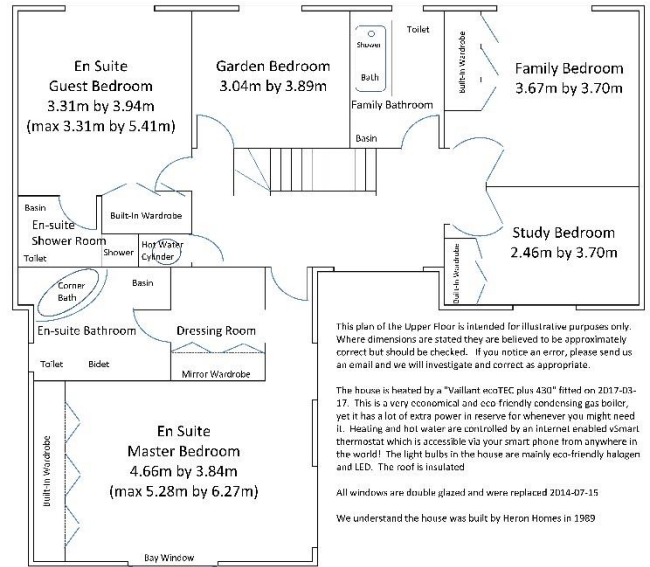 En Suite
Guest Bedroom
3.31m by 3.94m
(max 3.31m by 5.41m)
Garden Bedroom
3.04m by 3.89m
Shower
Bath
Toilet
Family Bathroom
Basin
Built-In Wardrobe
Family Bedroom
3.67m by 3.70m
Basin
En-suite
Shower Room
Toilet
Built-In Wardrobe
Shower
Hot Water
Cylinder
Study Bedroom
2.46m by 3.70m
Built-In Wardrobe
Corner
Bath
Basin
En-suite Bathroom
Toilet
Bidet
Dressing Room
Mirror Wardrobe
Built-In Wardrobe
En Suite
Master Bedroom
4.66m by 3.84m
(max 5.28m by 6.27m)
Bay Window
This plan of the Upper Floor is intended for illustrative purposes only.
Where dimensions are stated they are believed to be approximately
correct but should be checked. If you notice an error, please send us
an email and we will investigate and correct as appropriate.
The house is heated by a "Vaillant ecoTEC plus 430" fitted on 2017-03-
17. This is a very economical and eco friendly condensing gas boiler,
yet it has a lot of extra power in reserve for whenever you might need
it. Heating and hot water are controlled by an internet enabled vSmart
thermostat which is accessible via your smart phone from anywhere in
the world! The light bulbs in the house are mainly eco-friendly halogen
and LED. The roof is insulated
All windows are double glazed and were replaced 2014-07-15
We understand the house was built by Heron Homes in 1989